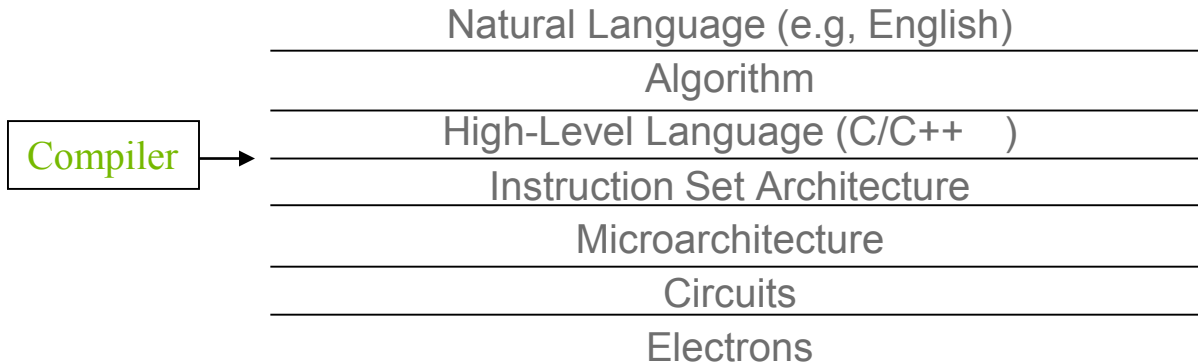 Natural Language (e.g, English)
Algorithm
High-Level Language (C/C++ )
Compiler
Instruction Set Architecture
Microarchitecture
Circuits
Electrons